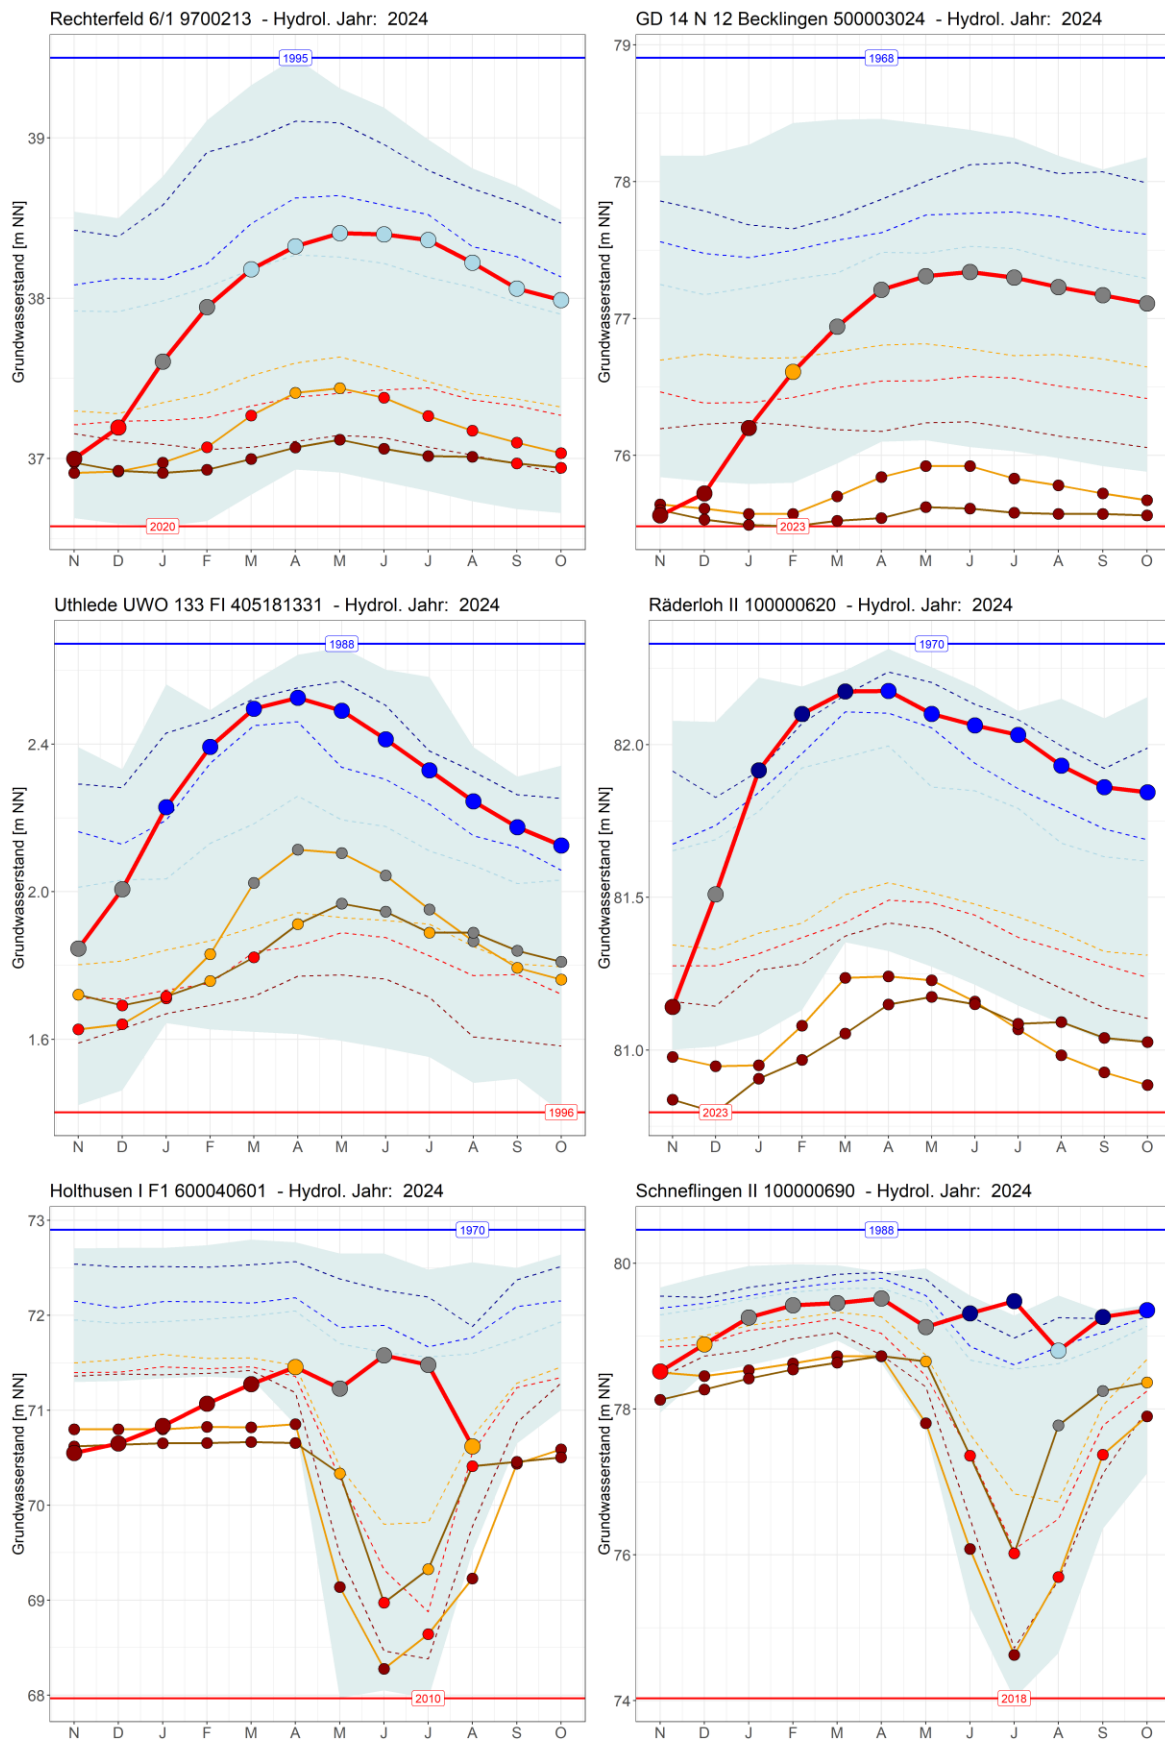 Rechterfeld 6/1 9700213 - Hydrol. Jahr: 2024
Grundwasserstand [m NN]
39
38
37
1995
2020
N D J F M A M J J A S O
GD 14 N 12 Becklingen 500003024 - Hydrol. Jahr: 2024
Grundwasserstand [m NN]
79
78
77
76
1968
2023
N D J F M A M J J A S O
Uthlede UWO 133 FI 405181331 - Hydrol. Jahr: 2024
Grundwasserstand [m NN]
2.4
2.0
1.6
1988
1996
N D J F M A M J J A S O
Räderloh II 100000620 - Hydrol. Jahr: 2024
Grundwasserstand [m NN]
82.0
81.5
81.0
1970
2023
N D J F M A M J J A S O
Holthusen I F1 600040601 - Hydrol. Jahr: 2024
Grundwasserstand [m NN]
73
72
71
70
69
68
1970
2010
N D J F M A M J J A S O
Schneflingen II 100000690 - Hydrol. Jahr: 2024
Grundwasserstand [m NN]
80
78
76
74
1988
2018
N D J F M A M J J A S O